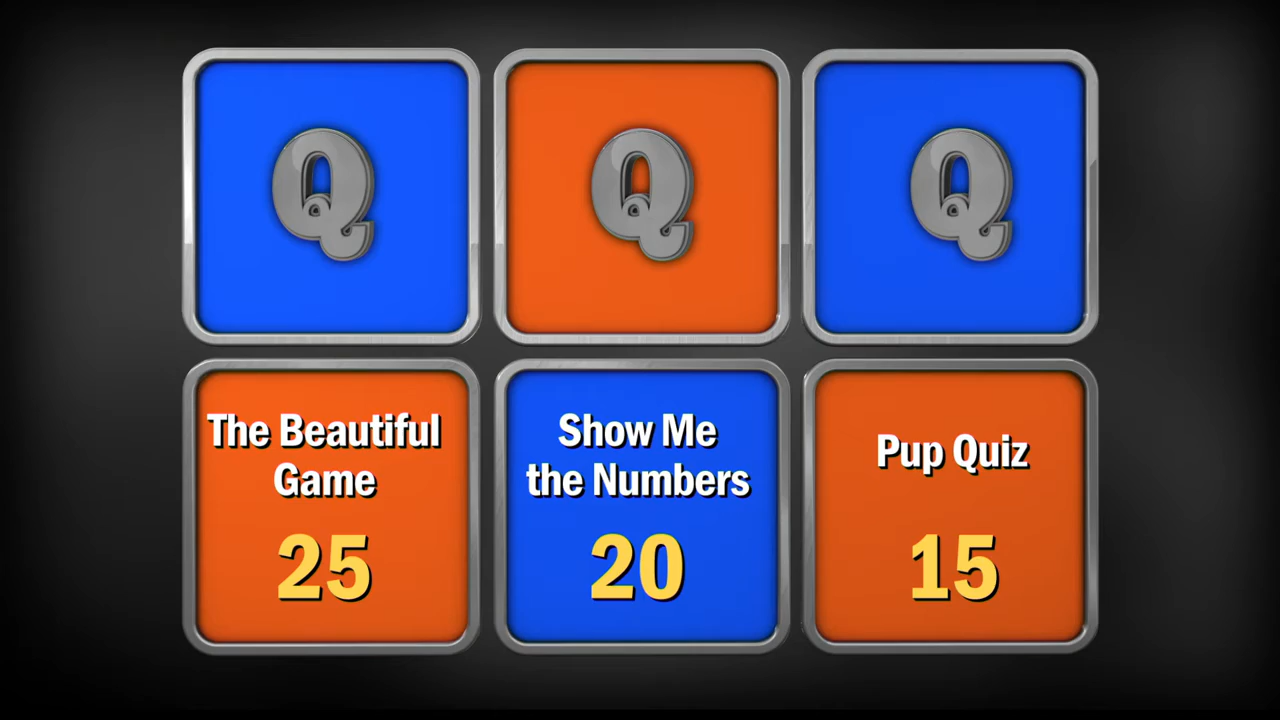 Q Q Q
The Beautiful
Game
25
Show Me
the Numbers
20
Pup Quiz
15